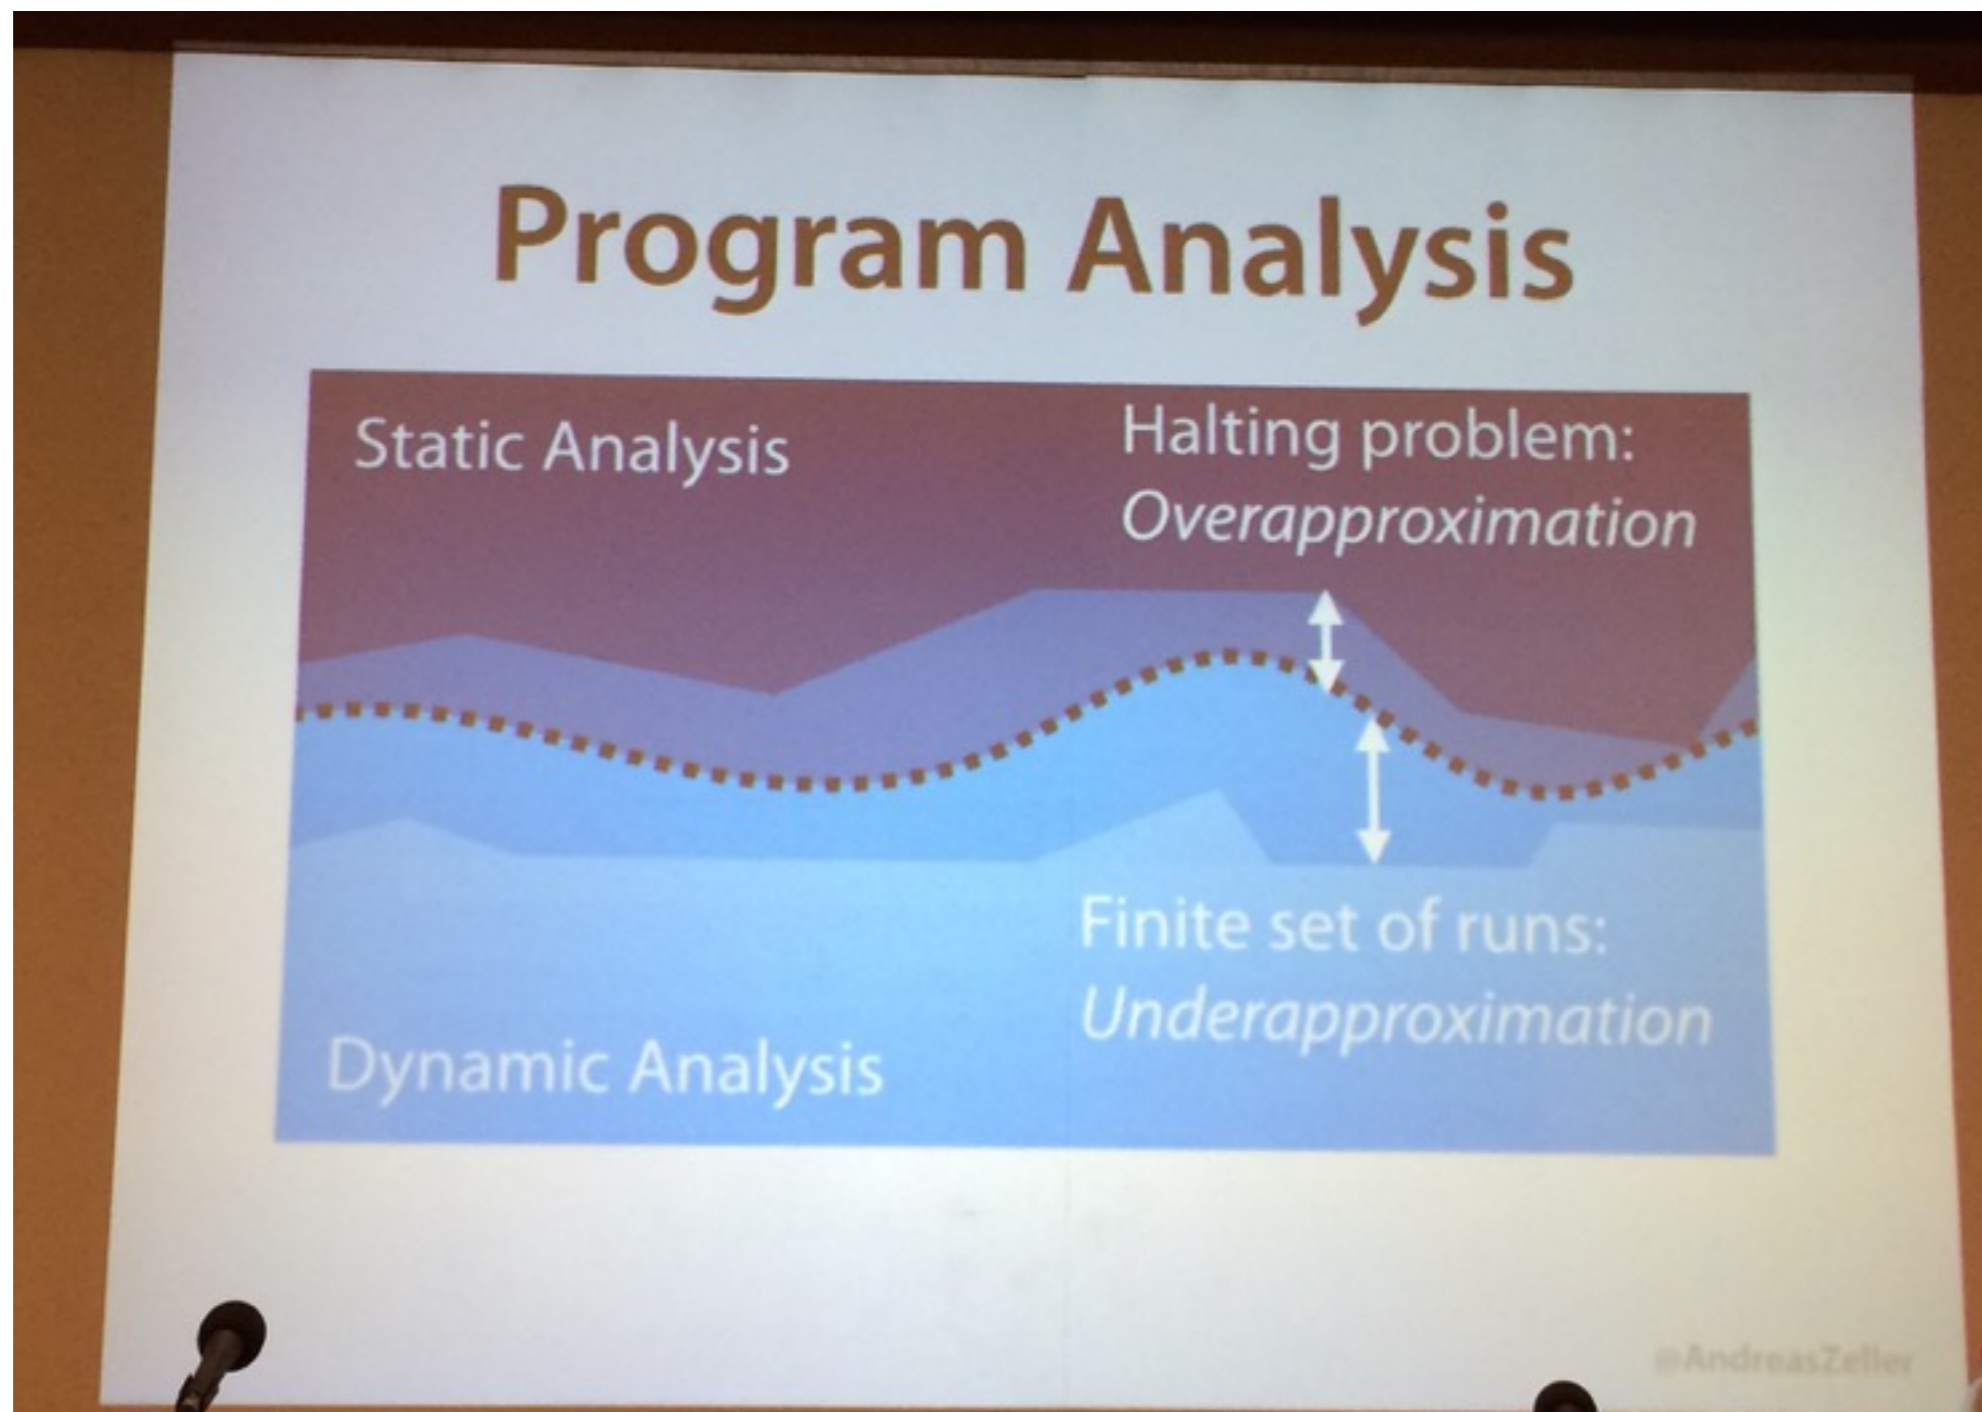 Program Analysis
Static Analysis
Halting problem:
Overapproximation
Finite set of runs:
Underapproximation
Dynamic Analysis
@AndreasZeller